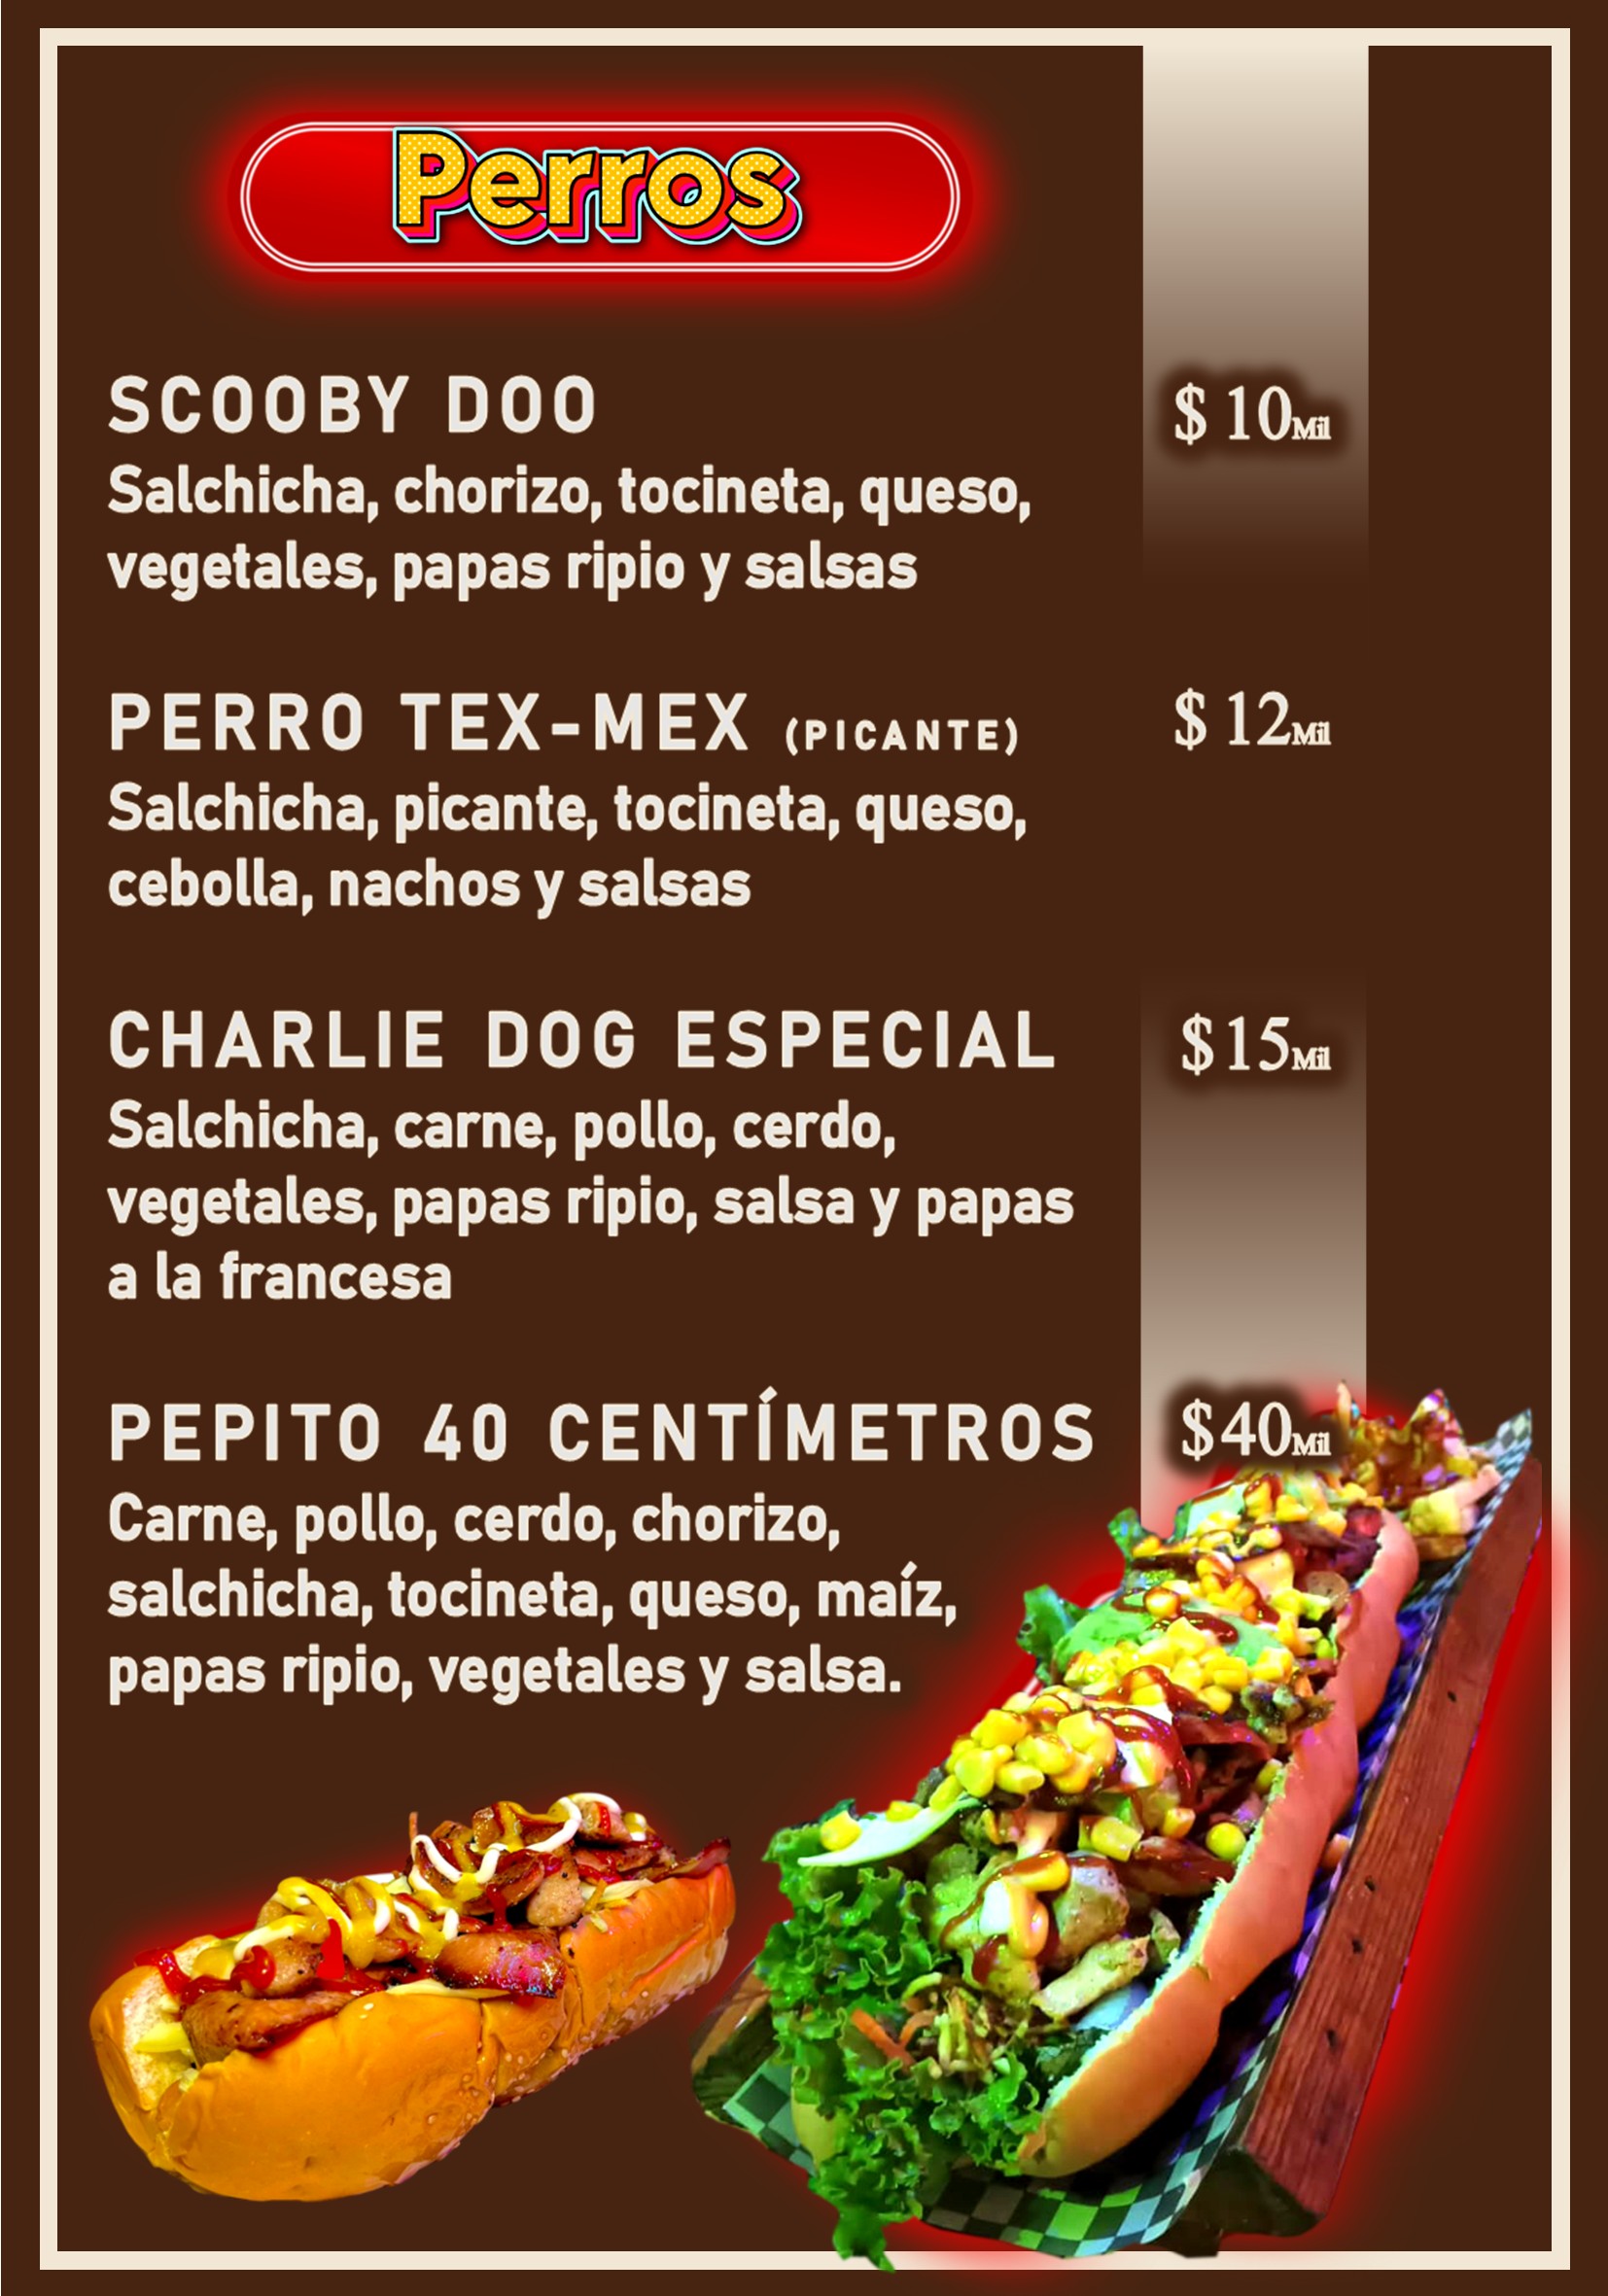 Perros
SCOOBY DOO $ 10Mil
Salchicha, chorizo, tocineta, queso,
vegetales, papas ripio y salsas
PERRO TEX-MEX (PICANTE) $ 12Mil
Salchicha, picante, tocineta, queso,
cebolla, nachos y salsas
CHARLIE DOG ESPECIAL $15Mil
Salchicha, carne, pollo, cerdo,
vegetales, papas ripio, salsa y papas
a la francesa
PEPITO 40 CENTÍMETROS $40Mil
Carne, pollo, cerdo, chorizo,
salchicha, tocineta, queso, maíz,
papas ripio, vegetales y salsa.